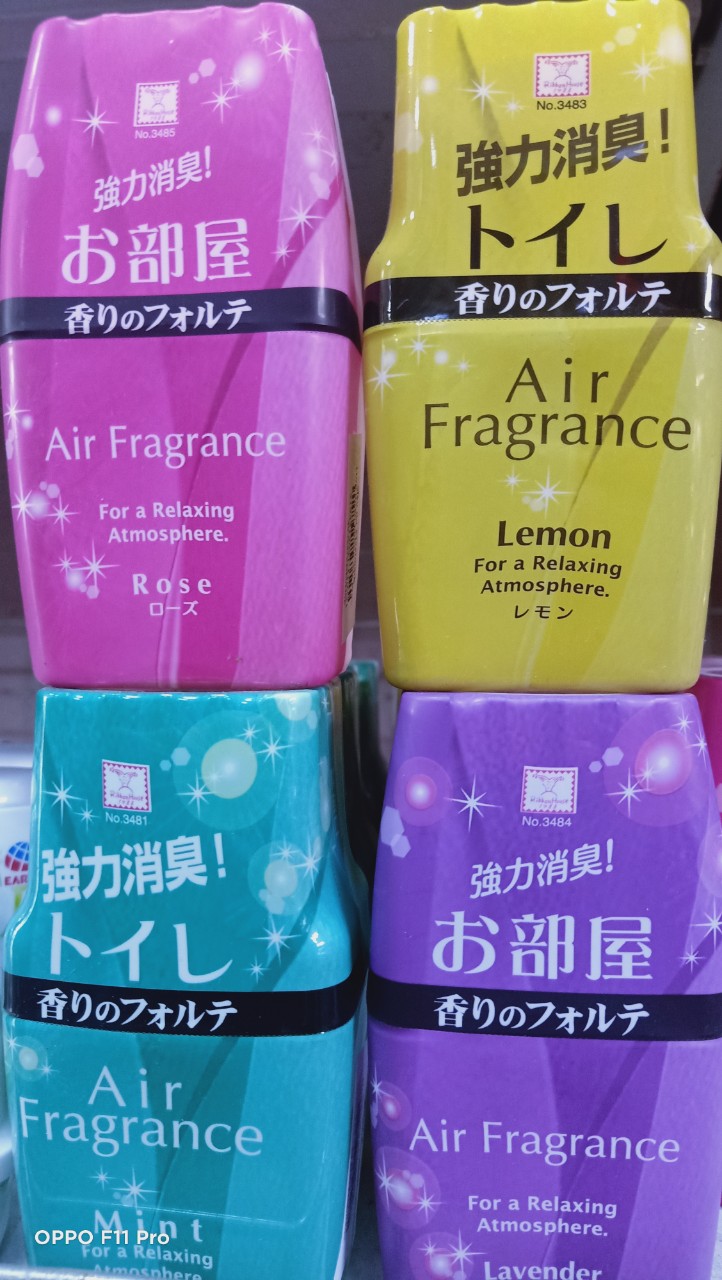 No.3485
強力消臭!
お部屋
香りのフォルテ
Air Fragrance
For a Relaxing
Atmosphere.
Rose
ローズ
No.3483
強力消臭!
トイレ
香りのフォルテ
Air
Fragrance
Lemon
For a Relaxing
Atmosphere.
レモン
No.3481
強力消臭!
トイレ
香りのフォルテ
Air
Fragrance
Mint
For a Relaxing
Atmosphere.
No.3484
強力消臭!
お部屋
香りのフォルテ
Air Fragrance
For a Relaxing
Atmosphere.
Lavender
EAR
OPPO F11 Pro